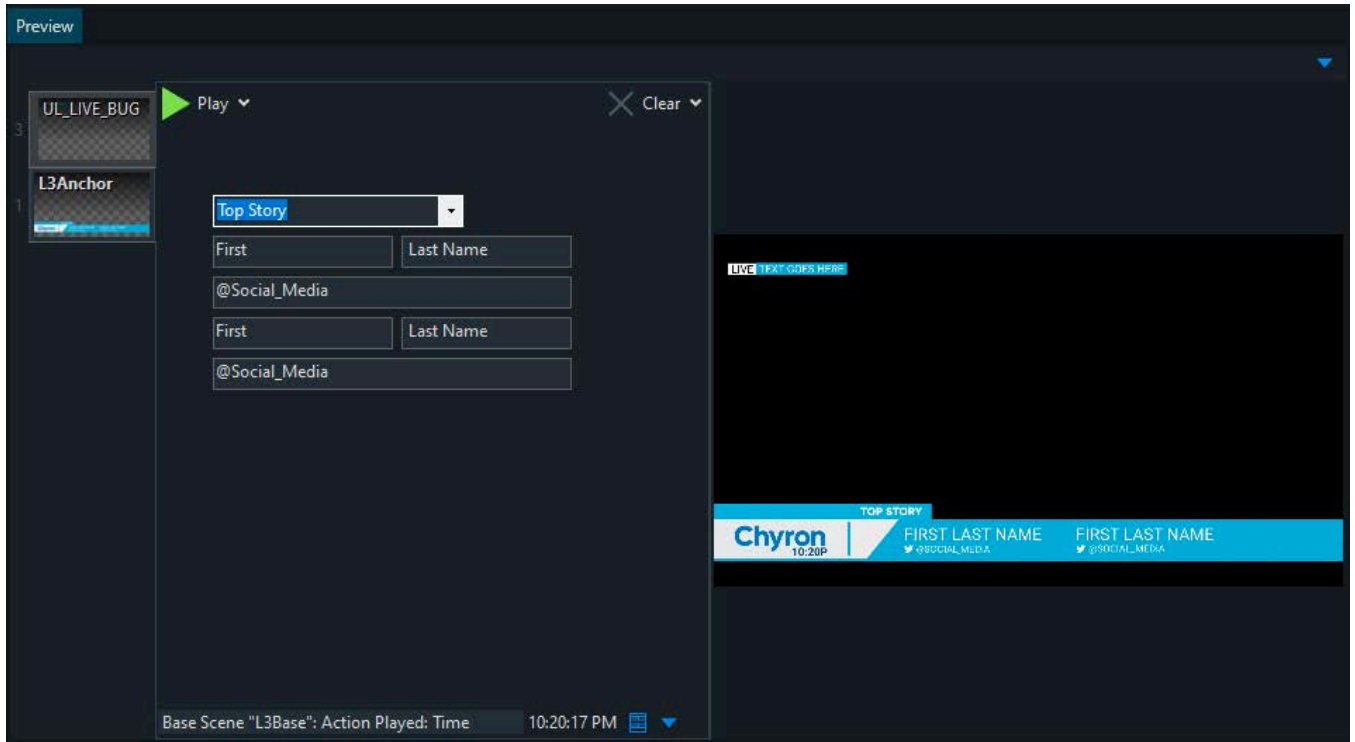 Preview
3
UL_LIVE_BUG
1
L3Anchor
Play
Clear
Top Story
First Last Name
@Social_Media
First Last Name
@Social_Media
Base Scene "L3Base": Action Played: Time 10:20:17 PM
LIVE TEXT GOES HERE
TOP STORY
Chyron
10:20P
FIRST LAST NAME
@SOCIAL_MEDIA
FIRST LAST NAME
@SOCIAL_MEDIA